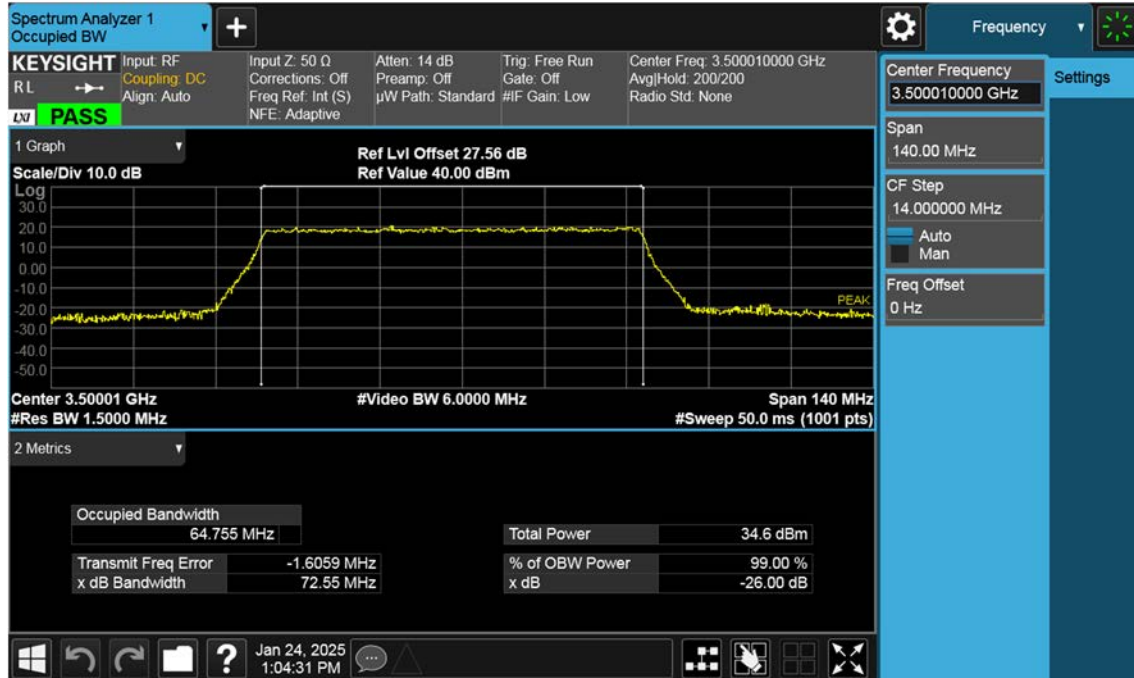 Spectrum Analyzer 1
Occupied BW
Frequency
KEYSIGHT
R L
LXI
PASS
Input: RF
Coupling: DC
Align: Auto
Input Z: 50 Ω
Corrections: Off
Freq Ref: Int (S)
NFE: Adaptive
Atten: 14 dB
Preamp: Off
µW Path: Standard
Trig: Free Run
Gate: Off
#IF Gain: Low
Center Freq: 3.500010000 GHz
Avg|Hold: 200/200
Radio Std: None
Center Frequency
3.500010000 GHz
Settings
Span
140.00 MHz
CF Step
14.000000 MHz
Auto
Man
Freq Offset
0 Hz
1 Graph
Scale/Div 10.0 dB
Ref Lvl Offset 27.56 dB
Ref Value 40.00 dBm
Log
30.0
20.0
10.0
0.00
-10.0
-20.0
-30.0
-40.0
-50.0
PEAK
Center 3.50001 GHz
#Video BW 6.0000 MHz
Span 140 MHz
#Res BW 1.5000 MHz
#Sweep 50.0 ms (1001 pts)
2 Metrics
Occupied Bandwidth
64.755 MHz
Total Power 34.6 dBm
Transmit Freq Error -1.6059 MHz
% of OBW Power 99.00 %
x dB Bandwidth 72.55 MHz
x dB -26.00 dB
?
Jan 24, 2025
1:04:31 PM